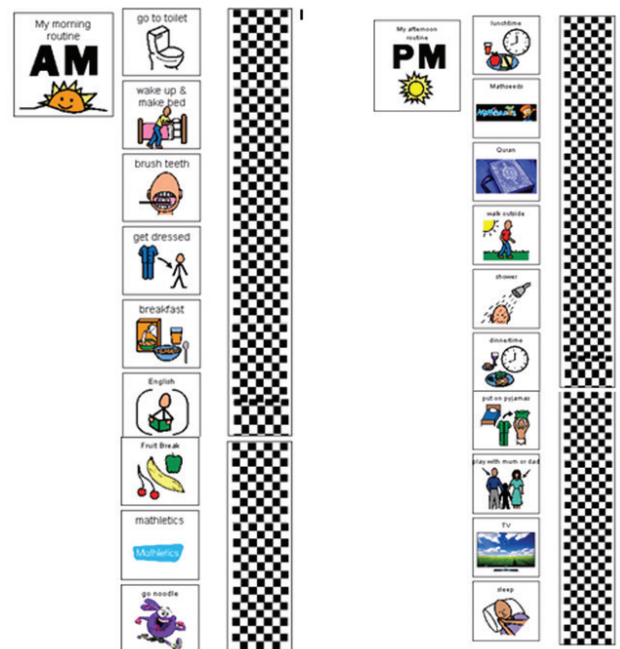 My morning
routine
AM
go to toilet
wake up &
make bed
brush teeth
get dressed
breakfast
English
Fruit Break
mathletics
Mathletics
go noodle
My afternoon
routine
PM
lunchtime
Mathseeds
Mathseeds
Quran
walk outside
shower
dinnertime
put on pyjamas
play with mum or dad
TV
sleep